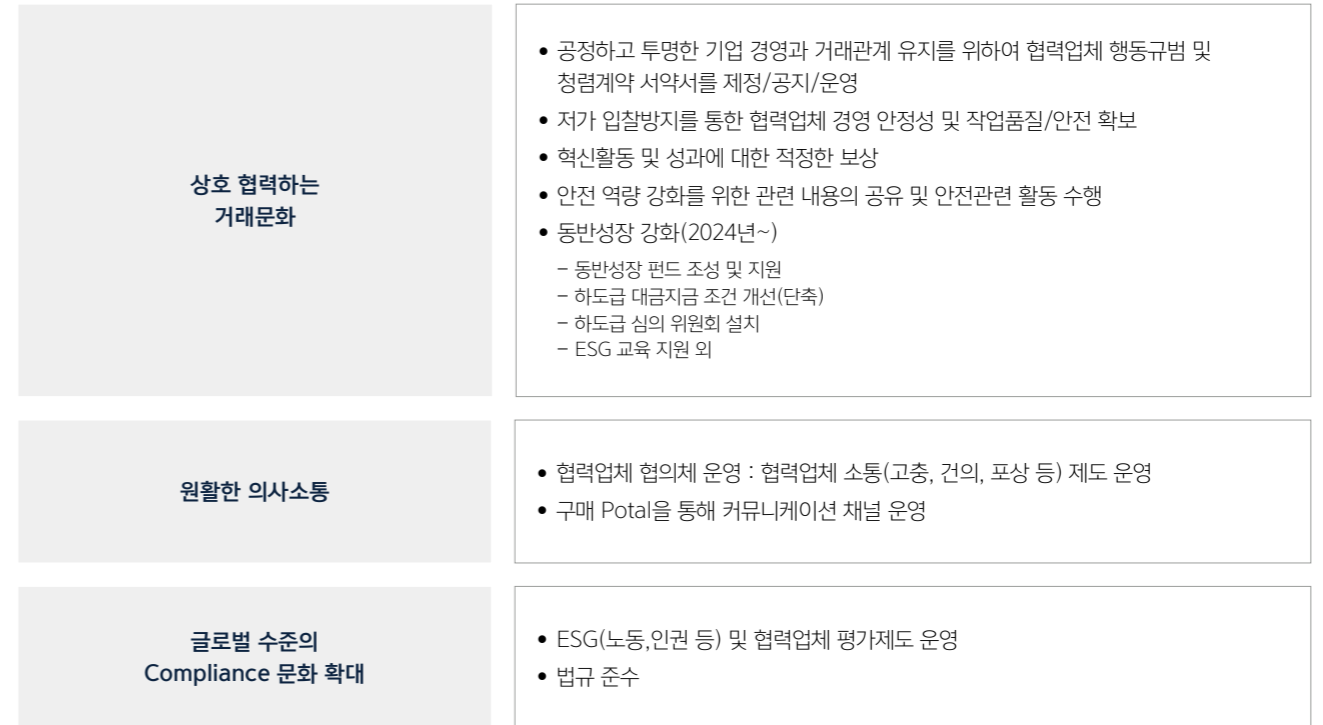 상호 협력하는
거래문화
• 공정하고 투명한 기업 경영과 거래관계 유지를 위하여 협력업체 행동규범 및
청렴계약 서약서를 제정/공지/운영
• 저가 입찰방지를 통한 협력업체 경영 안정성 및 작업품질/안전 확보
• 혁신활동 및 성과에 대한 적정한 보상
• 안전 역량 강화를 위한 관련 내용의 공유 및 안전관련 활동 수행
• 동반성장 강화(2024년~)
– 동반성장 펀드 조성 및 지원
– 하도급 대금지금 조건 개선(단축)
– 하도급 심의 위원회 설치
– ESG 교육 지원 외
원활한 의사소통
• 협력업체 협의체 운영 : 협력업체 소통(고충, 건의, 포상 등) 제도 운영
• 구매 Potal을 통해 커뮤니케이션 채널 운영
글로벌 수준의
Compliance 문화 확대
• ESG(노동,인권 등) 및 협력업체 평가제도 운영
• 법규 준수